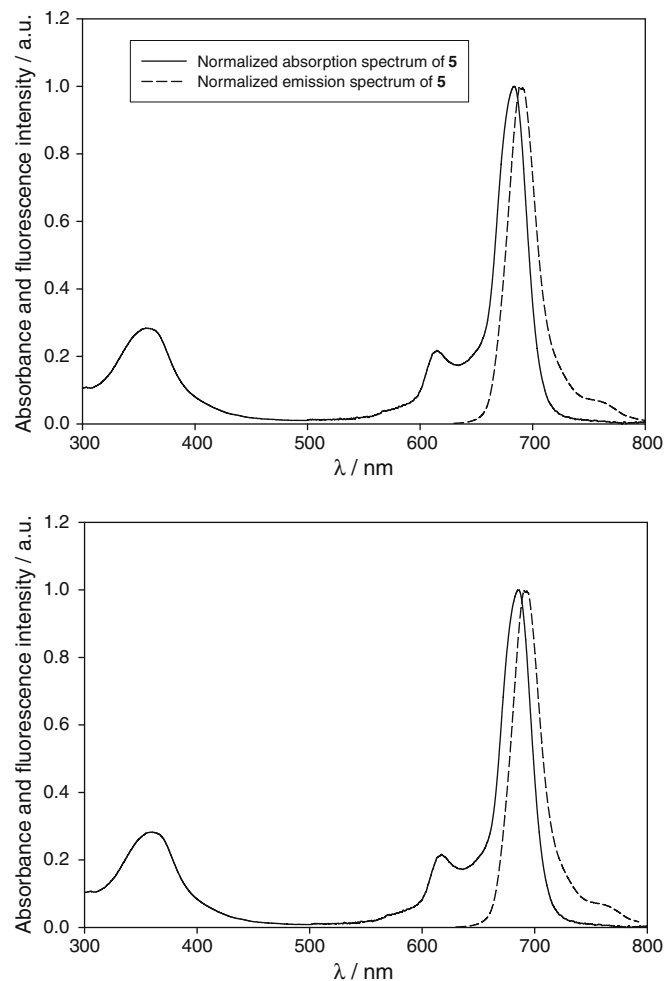 1.2
Normalized absorption spectrum of 5
Normalized emission spectrum of 5
1.0
0.8
0.6
0.4
0.2
0.0
Absorbance and fluorescence intensity / a.u.
300 400 500 600 700 800
λ / nm
1.2
1.0
0.8
0.6
0.4
0.2
0.0
Absorbance and fluorescence intensity / a.u.
300 400 500 600 700 800
λ / nm